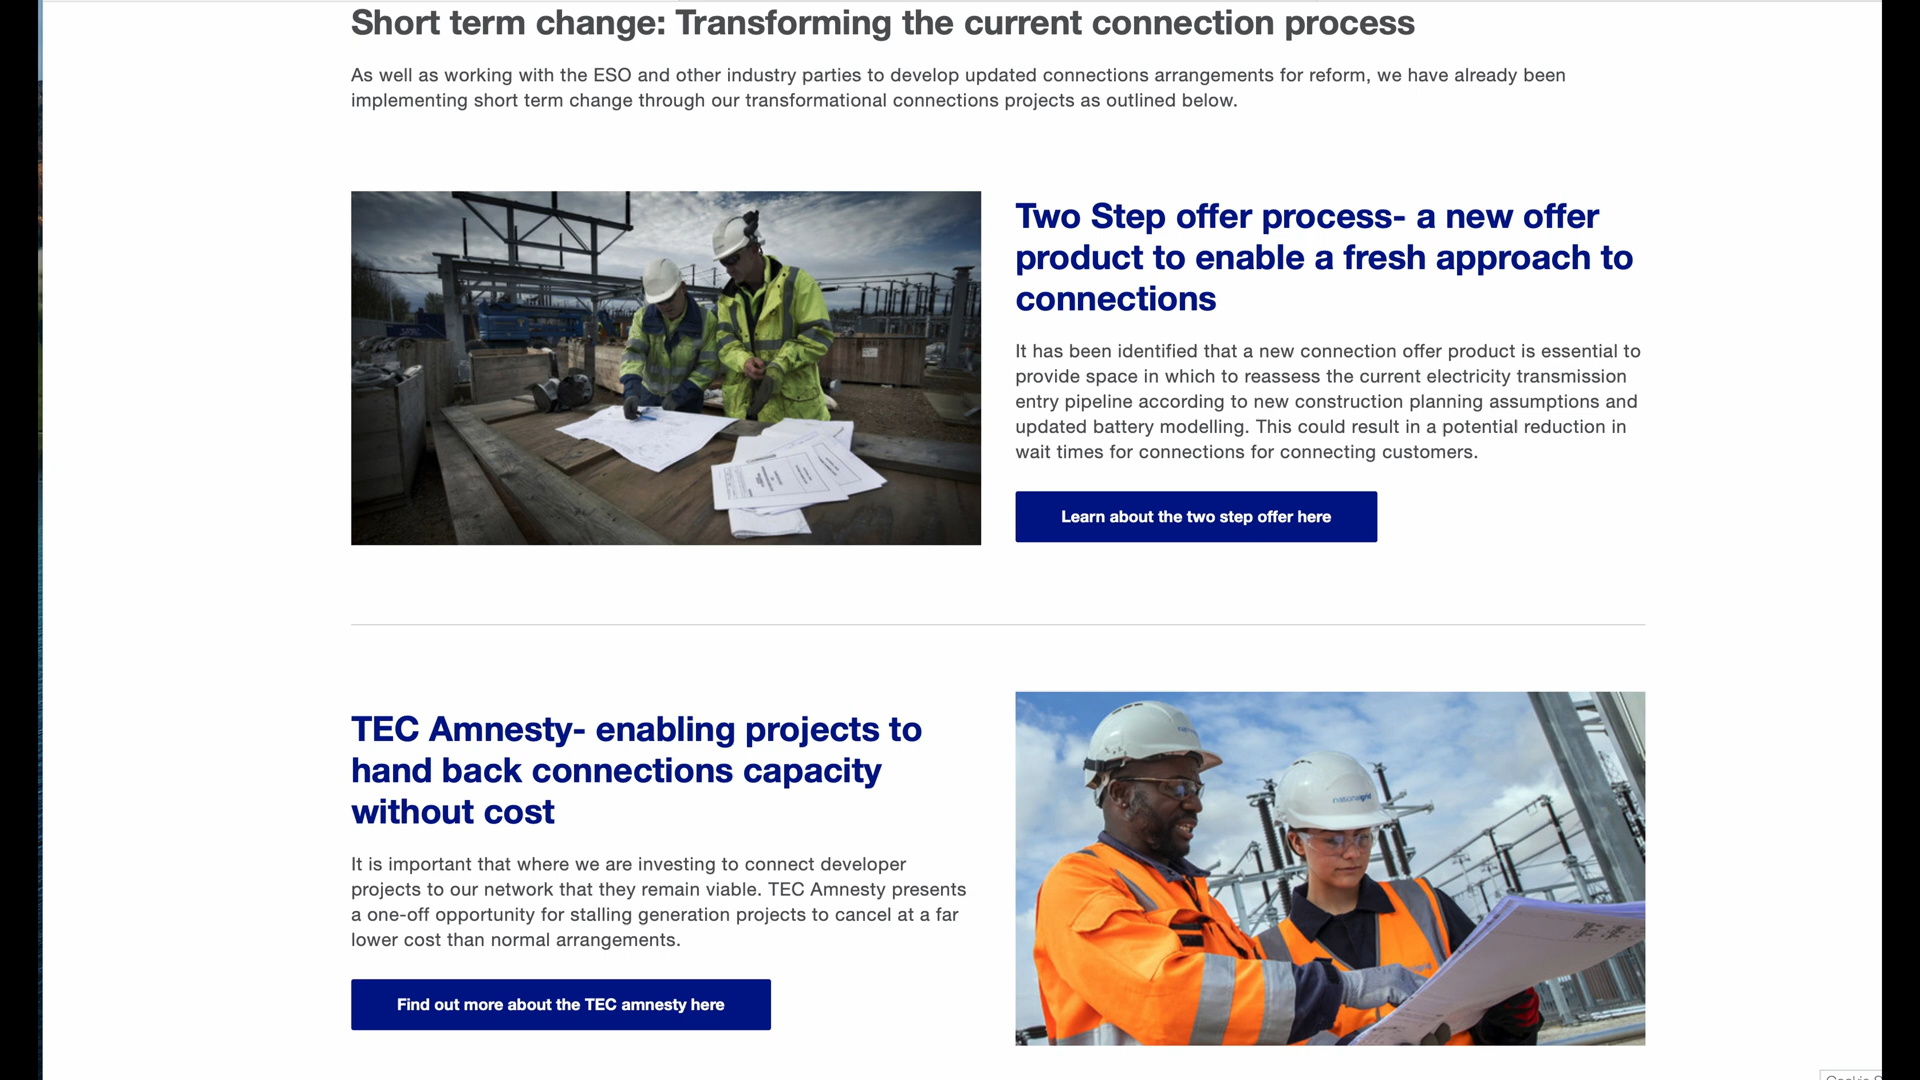 Short term change: Transforming the current connection process
As well as working with the ESO and other industry parties to develop updated connections arrangements for reform, we have already been
implementing short term change through our transformational connections projects as outlined below.
Two Step offer process- a new offer
product to enable a fresh approach to
connections
It has been identified that a new connection offer product is essential to
provide space in which to reassess the current electricity transmission
entry pipeline according to new construction planning assumptions and
updated battery modelling. This could result in a potential reduction in
wait times for connections for connecting customers.
Learn about the two step offer here
TEC Amnesty- enabling projects to
hand back connections capacity
without cost
It is important that where we are investing to connect developer
projects to our network that they remain viable. TEC Amnesty presents
a one-off opportunity for stalling generation projects to cancel at a far
lower cost than normal arrangements.
Find out more about the TEC amnesty here
nationalgrid